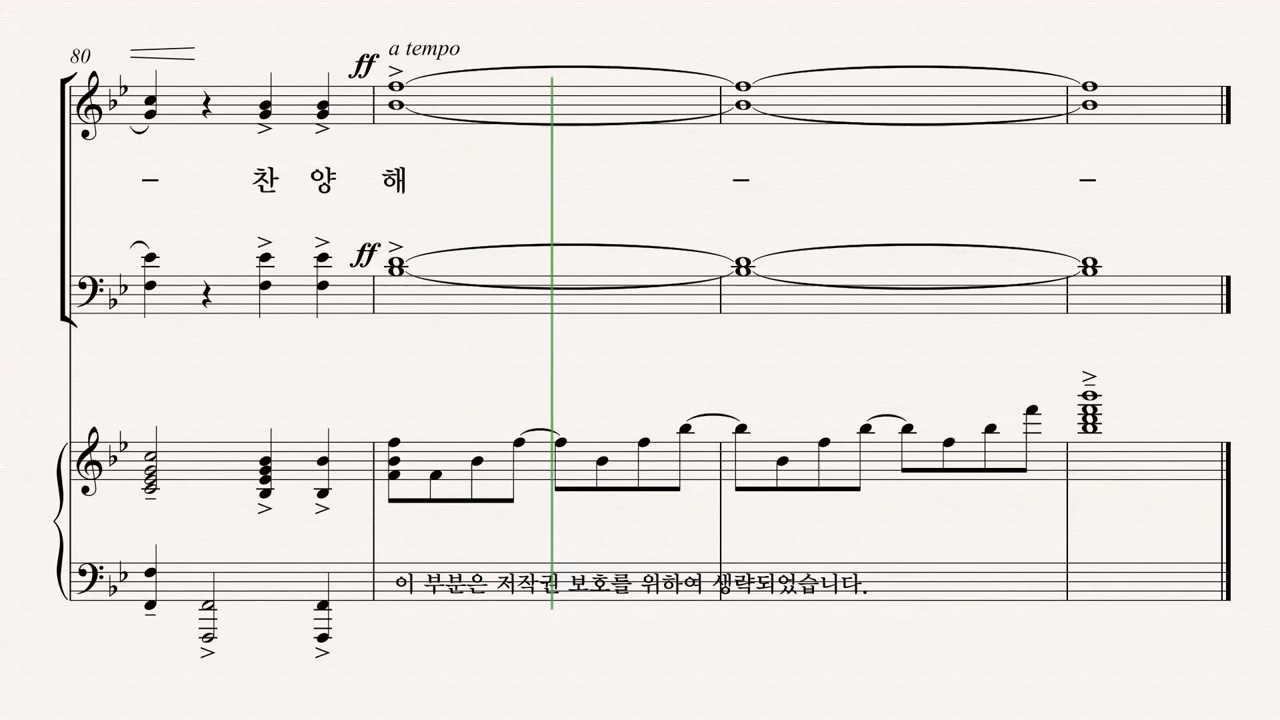 80
ff a tempo
– 찬 양 해 – –
ff
이 부분은 저작권 보호를 위하여 생략되었습니다.